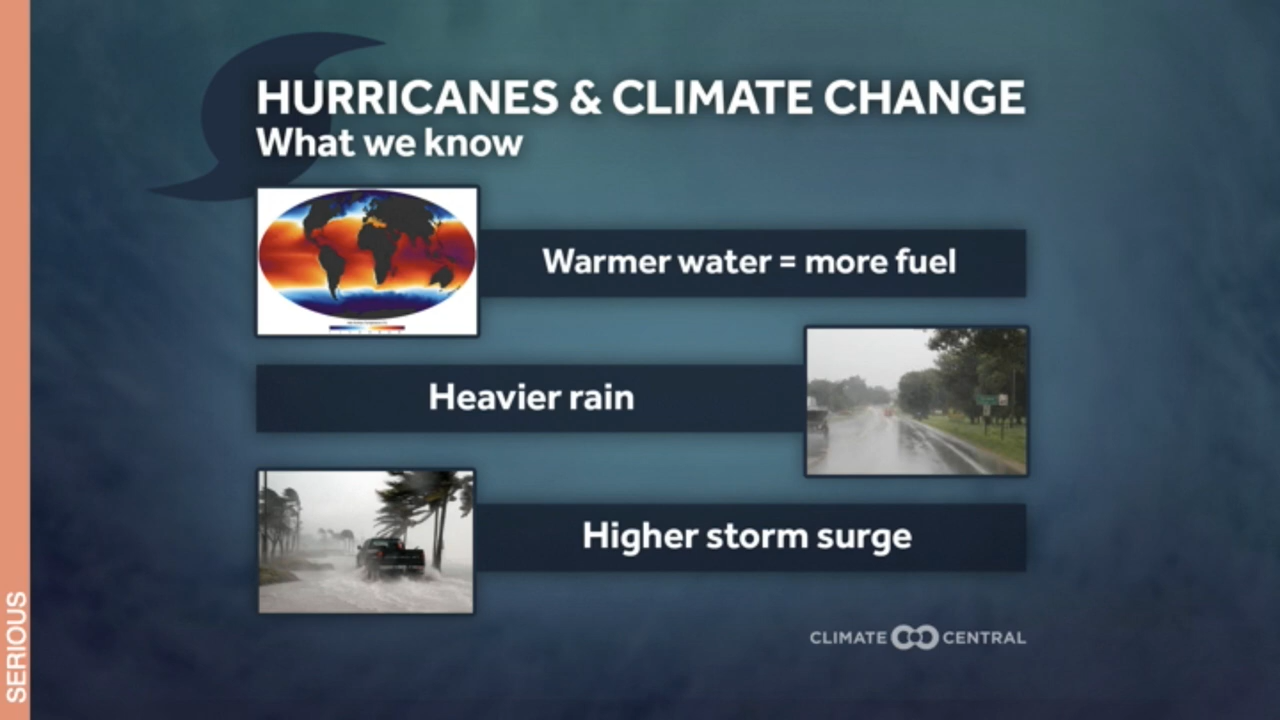 HURRICANES & CLIMATE CHANGE
What we know
Warmer water = more fuel
Heavier rain
Higher storm surge
CLIMATE CENTRAL
SERIOUS